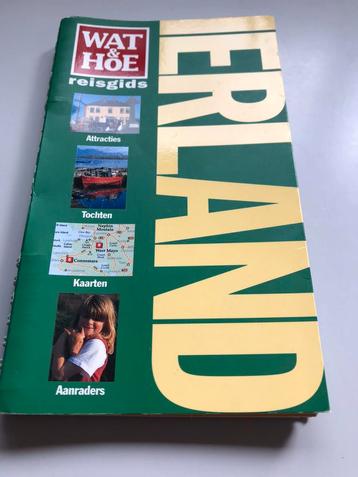 WAT
&
HOE
reisgids
IERLAND
Attracties
Tochten
Kaarten
Aanraders